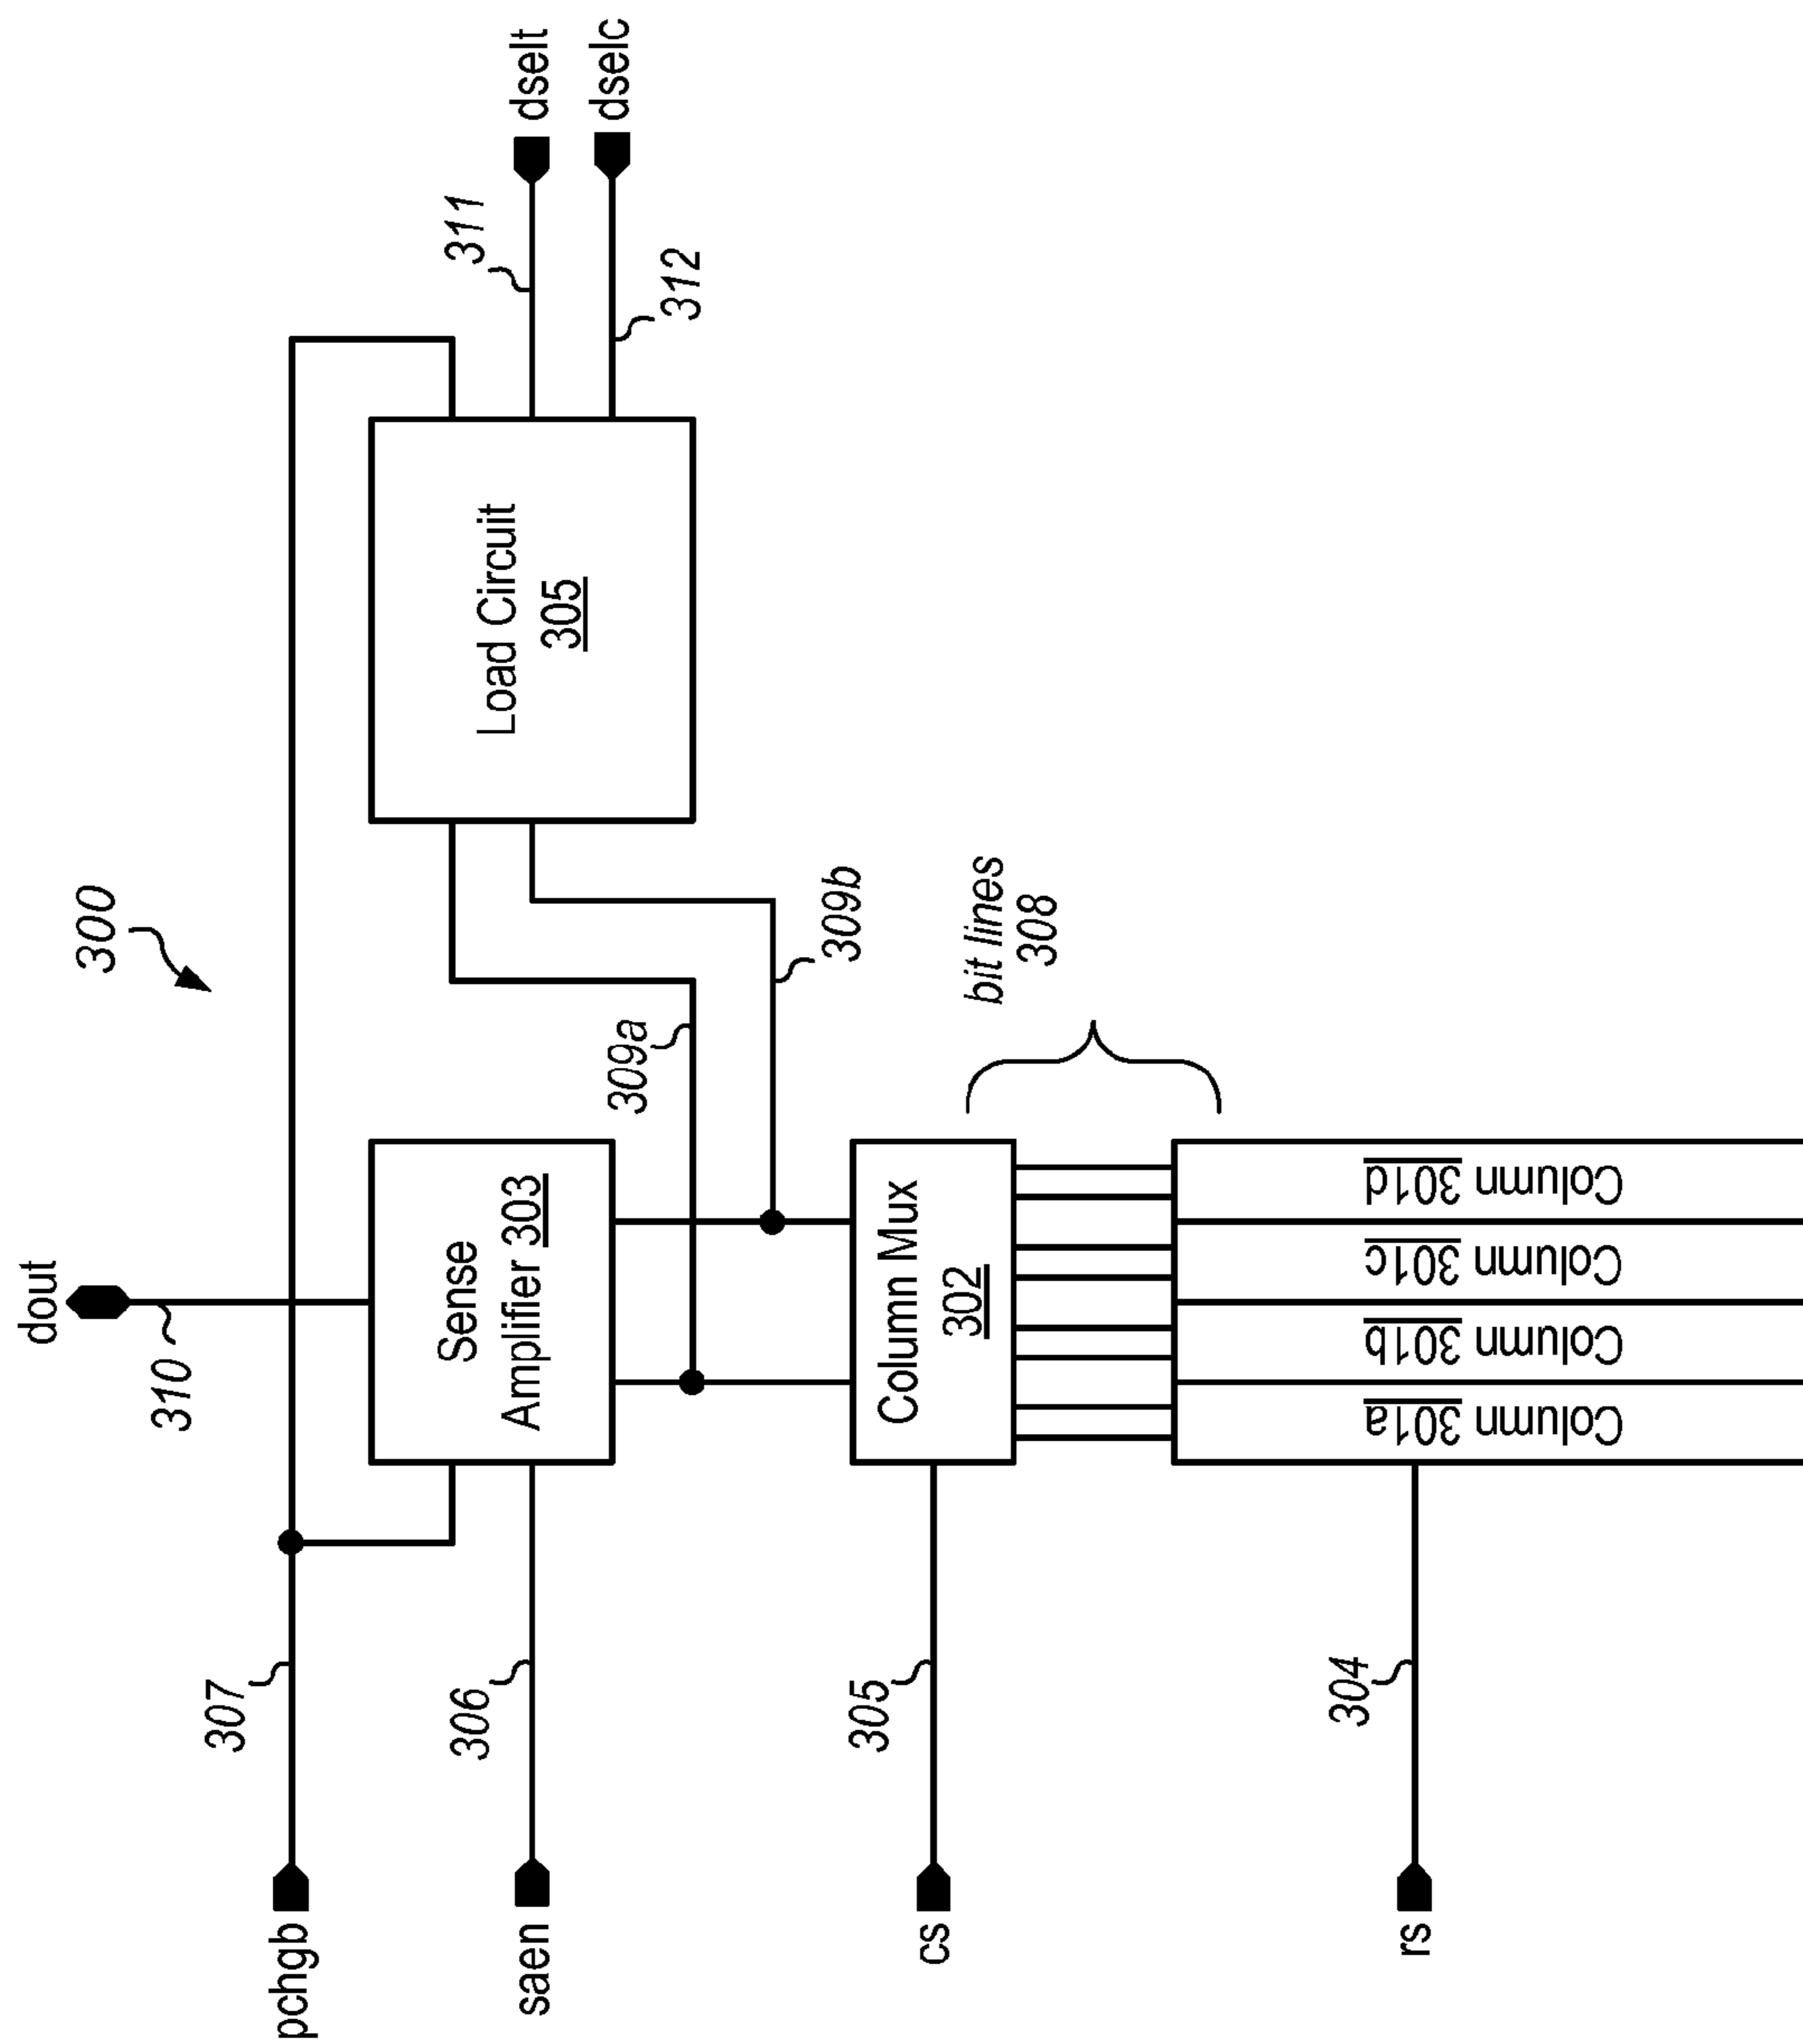 300
dout
310
pchgb
307
saen
306
cs
305
rs
304
Sense
Amplifier 303
Load Circuit
305
311
dselt
312
dselc
309a
309b
Column Mux
302
bit lines
308
Column 301a
Column 301b
Column 301c
Column 301d